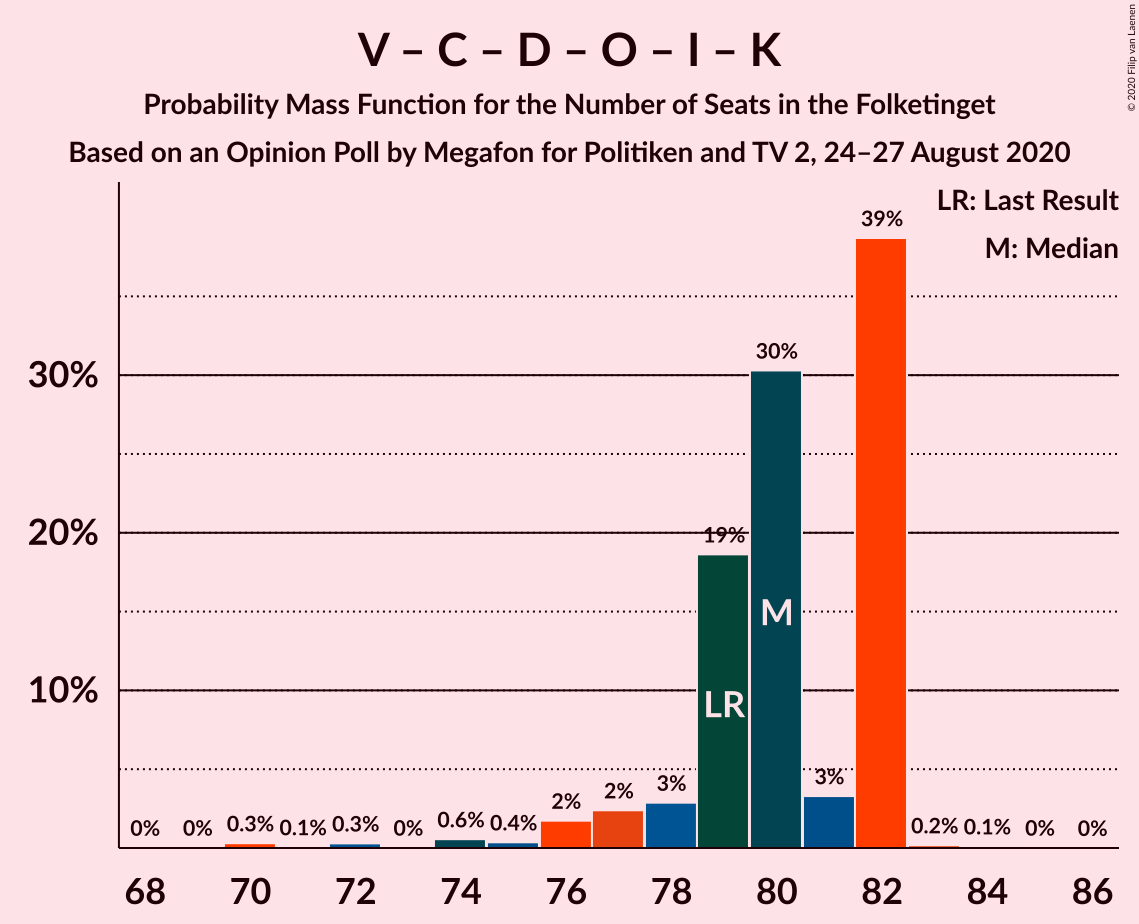 V – C – D – O – I – K
Probability Mass Function for the Number of Seats in the Folketinget
Based on an Opinion Poll by Megafon for Politiken and TV 2, 24–27 August 2020
© 2020 Filip van Laenen
LR: Last Result
M: Median
30%
20%
10%
0% 0% 0.3% 0.1% 0.3% 0% 0.6% 0.4% 2% 2% 3% 19% 30% 3% 39% 0.2% 0.1% 0% 0%
LR M
68 70 72 74 76 78 80 82 84 86